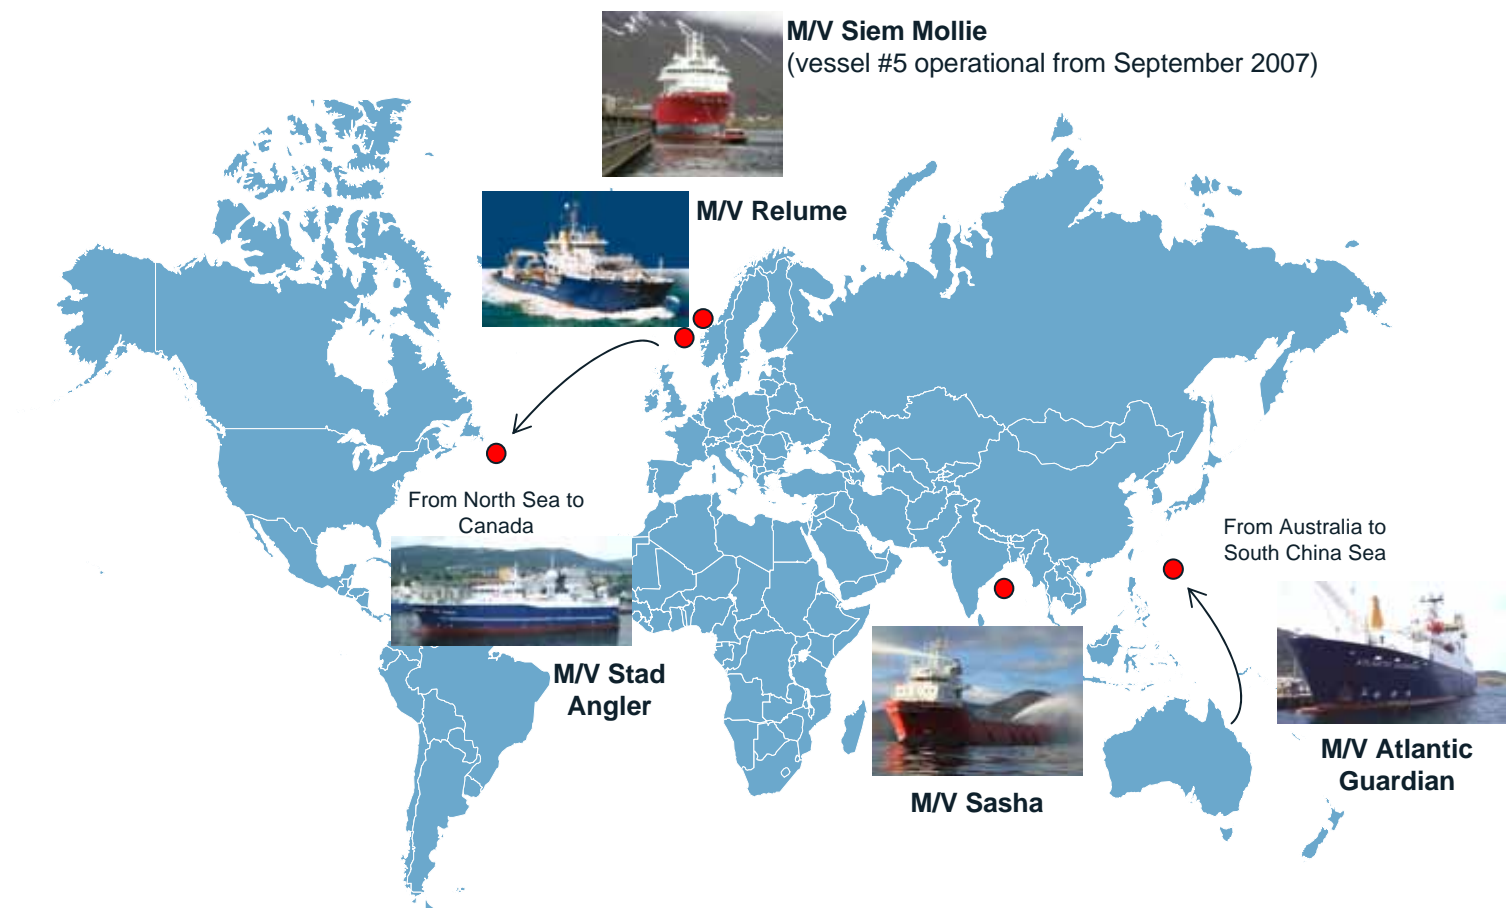 M/V Siem Mollie
(vessel #5 operational from September 2007)
M/V Relume
From North Sea to
Canada
M/V Stad
Angler
From Australia to
South China Sea
M/V Sasha
M/V Atlantic
Guardian